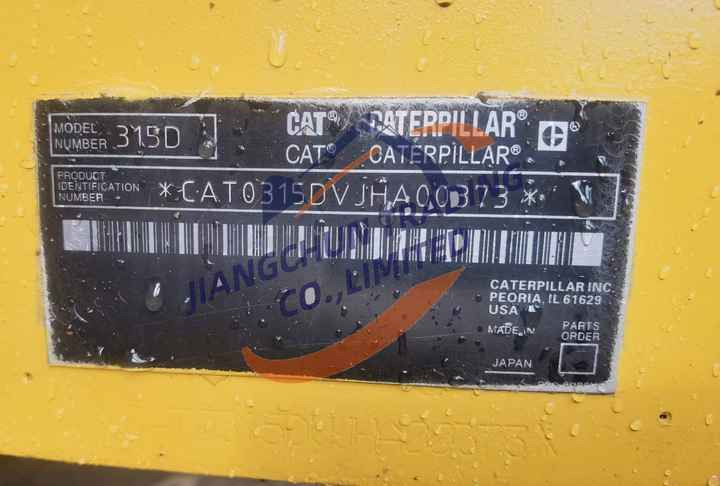 MODEL NUMBER 315D
CAT® CATERPILLAR® C®
CAT® CATERPILLAR®
PRODUCT IDENTIFICATION NUMBER *CAT0315DVJHA00373*
JIANGCHUN TRADING
CO.,LIMITED
CATERPILLAR INC.
PEORIA, IL 61629
USA
MADE IN JAPAN
PARTS ORDER